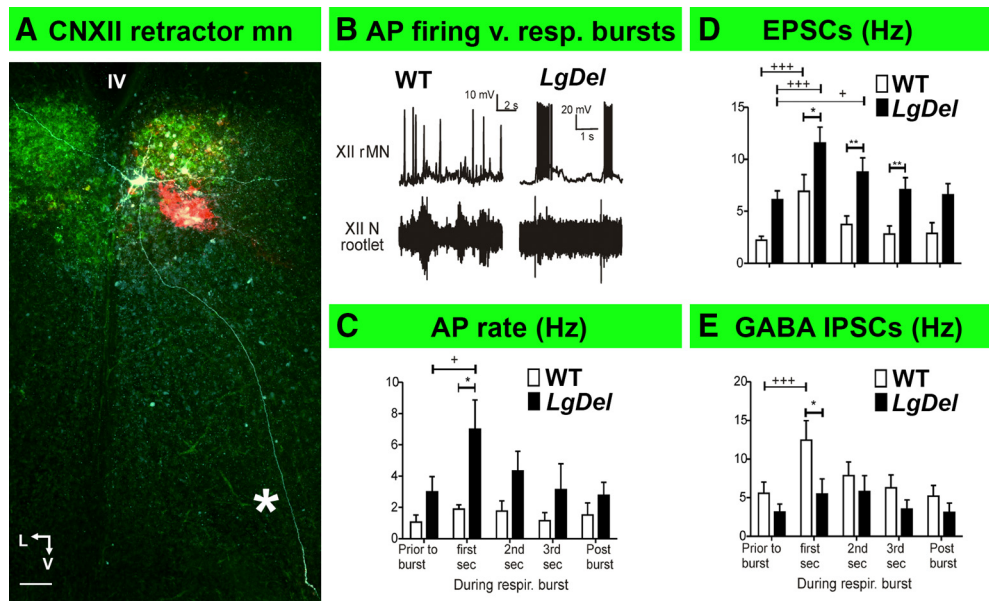 A CNXII retractor mn
IV
*
L
V
B AP firing v. resp. bursts
WT
LgDel
10 mV
2 s
20 mV
1 s
XII rMN
XII N
rootlet
C AP rate (Hz)
WT
LgDel
+
*
10
8
6
4
2
0
Prior to
burst
first
sec
2nd
sec
3rd
sec
Post
burst
During respir. burst
D EPSCs (Hz)
WT
LgDel
+++
+++
+
*
**
**
15
10
5
0
E GABA IPSCs (Hz)
WT
LgDel
+++
*
20
15
10
5
0
Prior to
burst
first
sec
2nd
sec
3rd
sec
Post
burst
During respir. burst